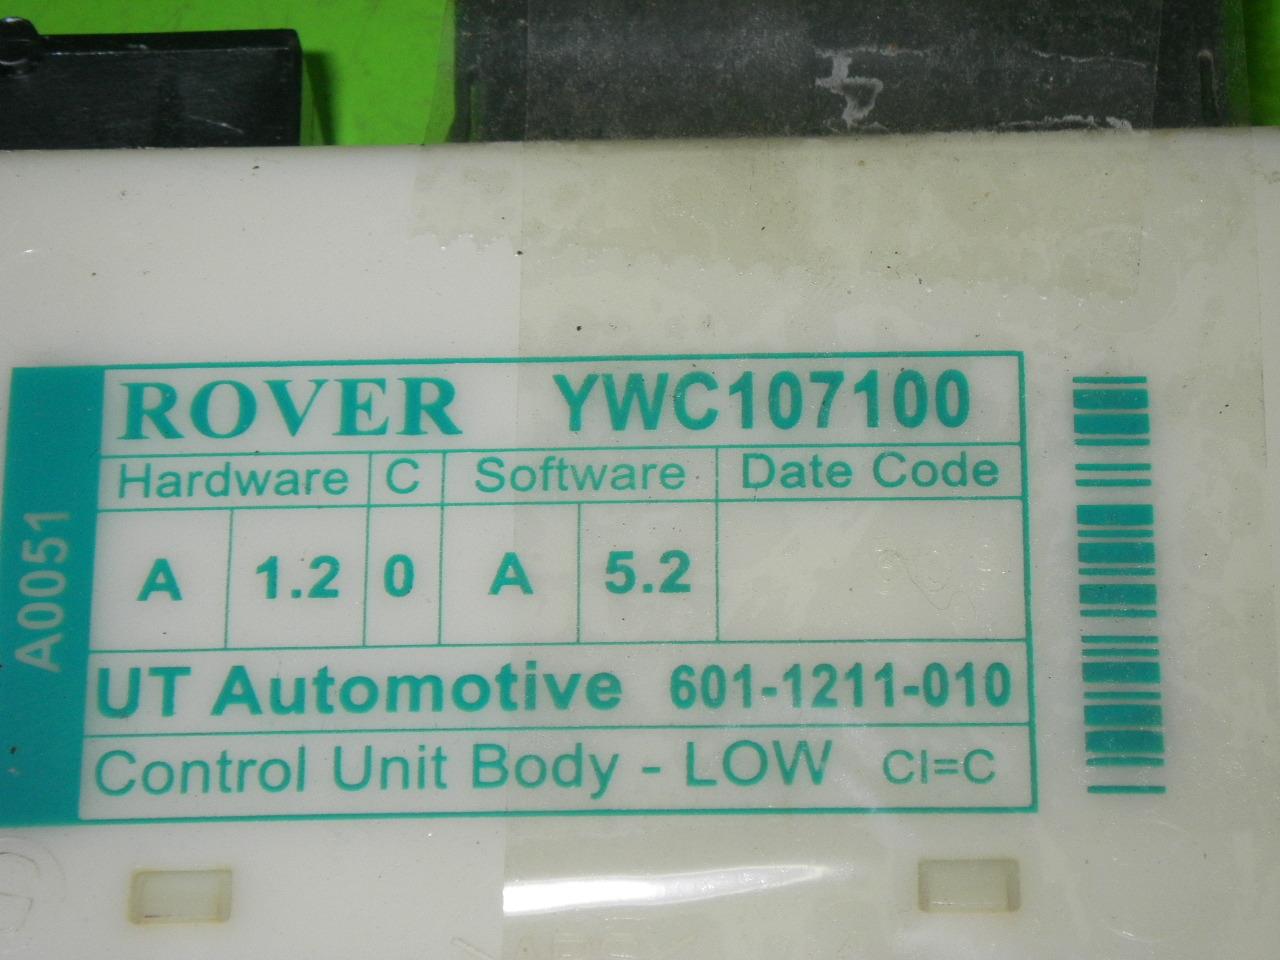 ROVER YWC107100
Hardware C Software Date Code
A 1.2 0 A 5.2
UT Automotive 601-1211-010
Control Unit Body - LOW CI=C
A0051